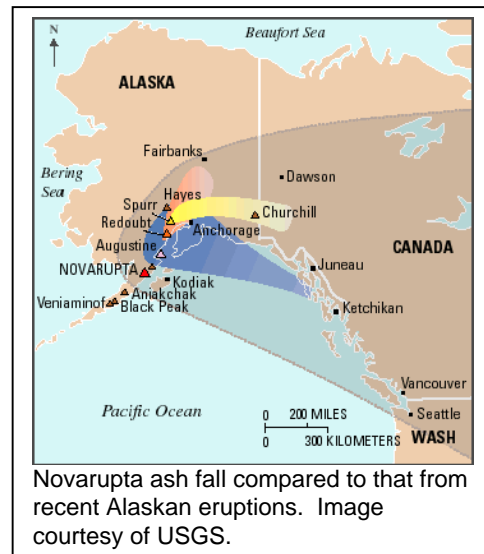 Beaufort Sea
N
ALASKA
Fairbanks
Dawson
Bering
Sea
Hayes
Spurr
Churchill
Redoubt
Anchorage
Augustine
CANADA
NOVARUPTA
Juneau
Kodiak
Aniakchak
Veniaminof
Black Peak
Ketchikan
Vancouver
Pacific Ocean
0 200 MILES
Seattle
0 300 KILOMETERS
WASH
Novarupta ash fall compared to that from
recent Alaskan eruptions. Image
courtesy of USGS.